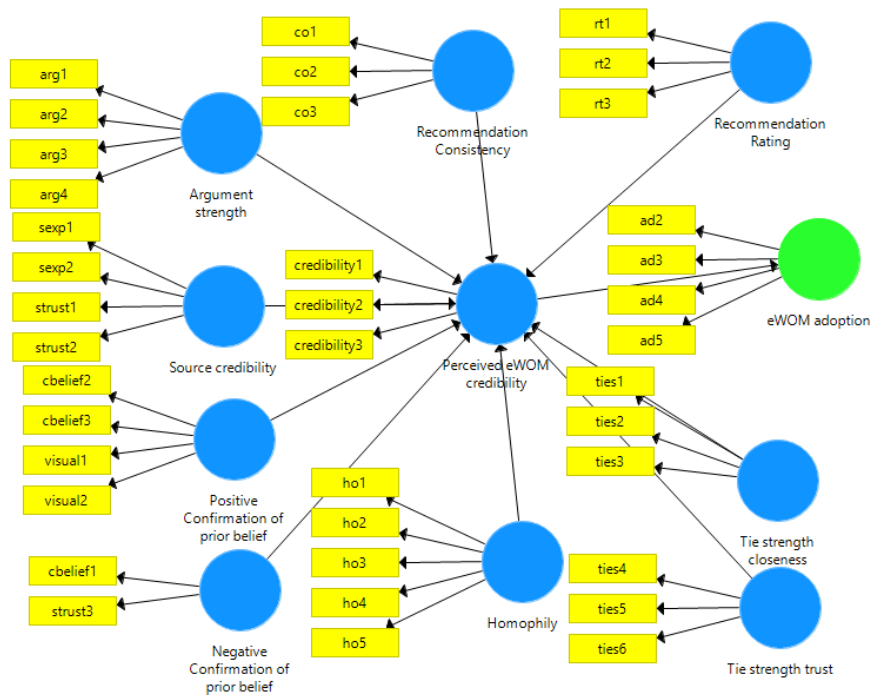 co1
co2
co3
Recommendation
Consistency
rt1
rt2
rt3
Recommendation
Rating
arg1
arg2
arg3
arg4
Argument
strength
sexp1
sexp2
strust1
strust2
Source credibility
credibility1
credibility2
credibility3
Perceived eWOM
credibility
ad2
ad3
ad4
ad5
eWOM adoption
cbelief2
cbelief3
visual1
visual2
Positive
Confirmation of
prior belief
ties1
ties2
ties3
Tie strength
closeness
cbelief1
strust3
Negative
Confirmation of
prior belief
ho1
ho2
ho3
ho4
ho5
Homophily
ties4
ties5
ties6
Tie strength trust